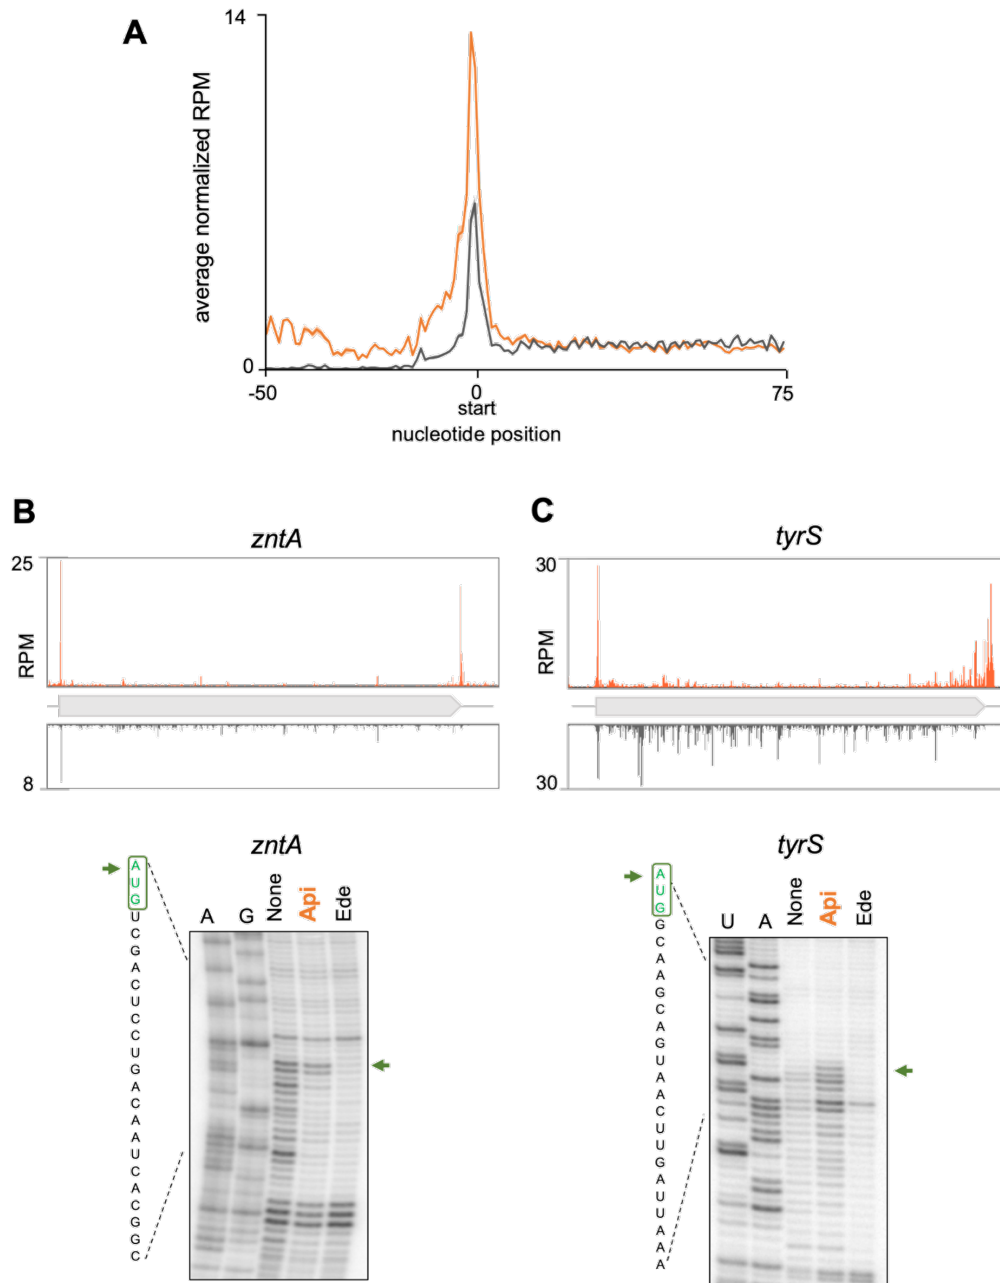 A
14
average normalized RPM
0
-50
0
75
start
nucleotide position
B
zntA
25
RPM
8
C
tyrS
30
RPM
30
zntA
A
U
G
U
C
G
A
C
U
C
C
U
G
A
C
A
A
U
C
A
C
G
G
C
A G None Api Ede
tyrS
A
U
G
G
C
A
A
G
C
A
G
U
A
A
C
U
U
G
A
U
U
A
A
A
U A None Api Ede